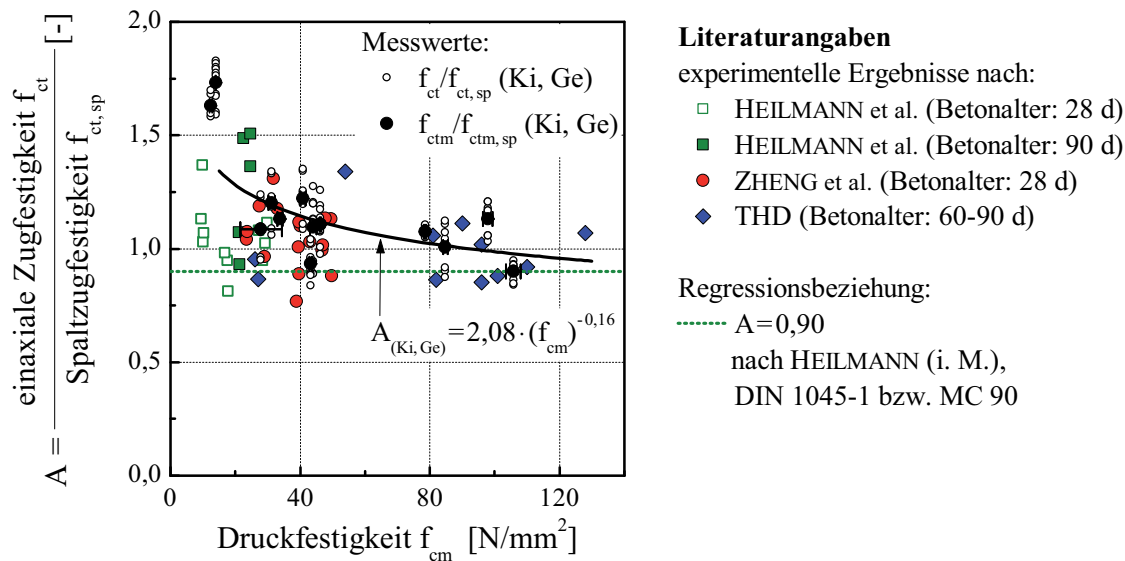 A = einaxiale Zugfestigkeit f_ct / Spaltzugfestigkeit f_ct,sp [-]
2,0
1,5
1,0
0,5
0,0
0
40
80
120
Druckfestigkeit f_cm [N/mm²]
Messwerte:
f_ct/f_ct,sp (Ki, Ge)
f_ctm/f_ctm,sp (Ki, Ge)
A_(Ki, Ge) = 2,08·(f_cm)^-0,16
Literaturangaben
experimentelle Ergebnisse nach:
HEILMANN et al. (Betonalter: 28 d)
HEILMANN et al. (Betonalter: 90 d)
ZHENG et al. (Betonalter: 28 d)
THD (Betonalter: 60-90 d)
Regressionsbeziehung:
A=0,90
nach HEILMANN (i. M.),
DIN 1045-1 bzw. MC 90